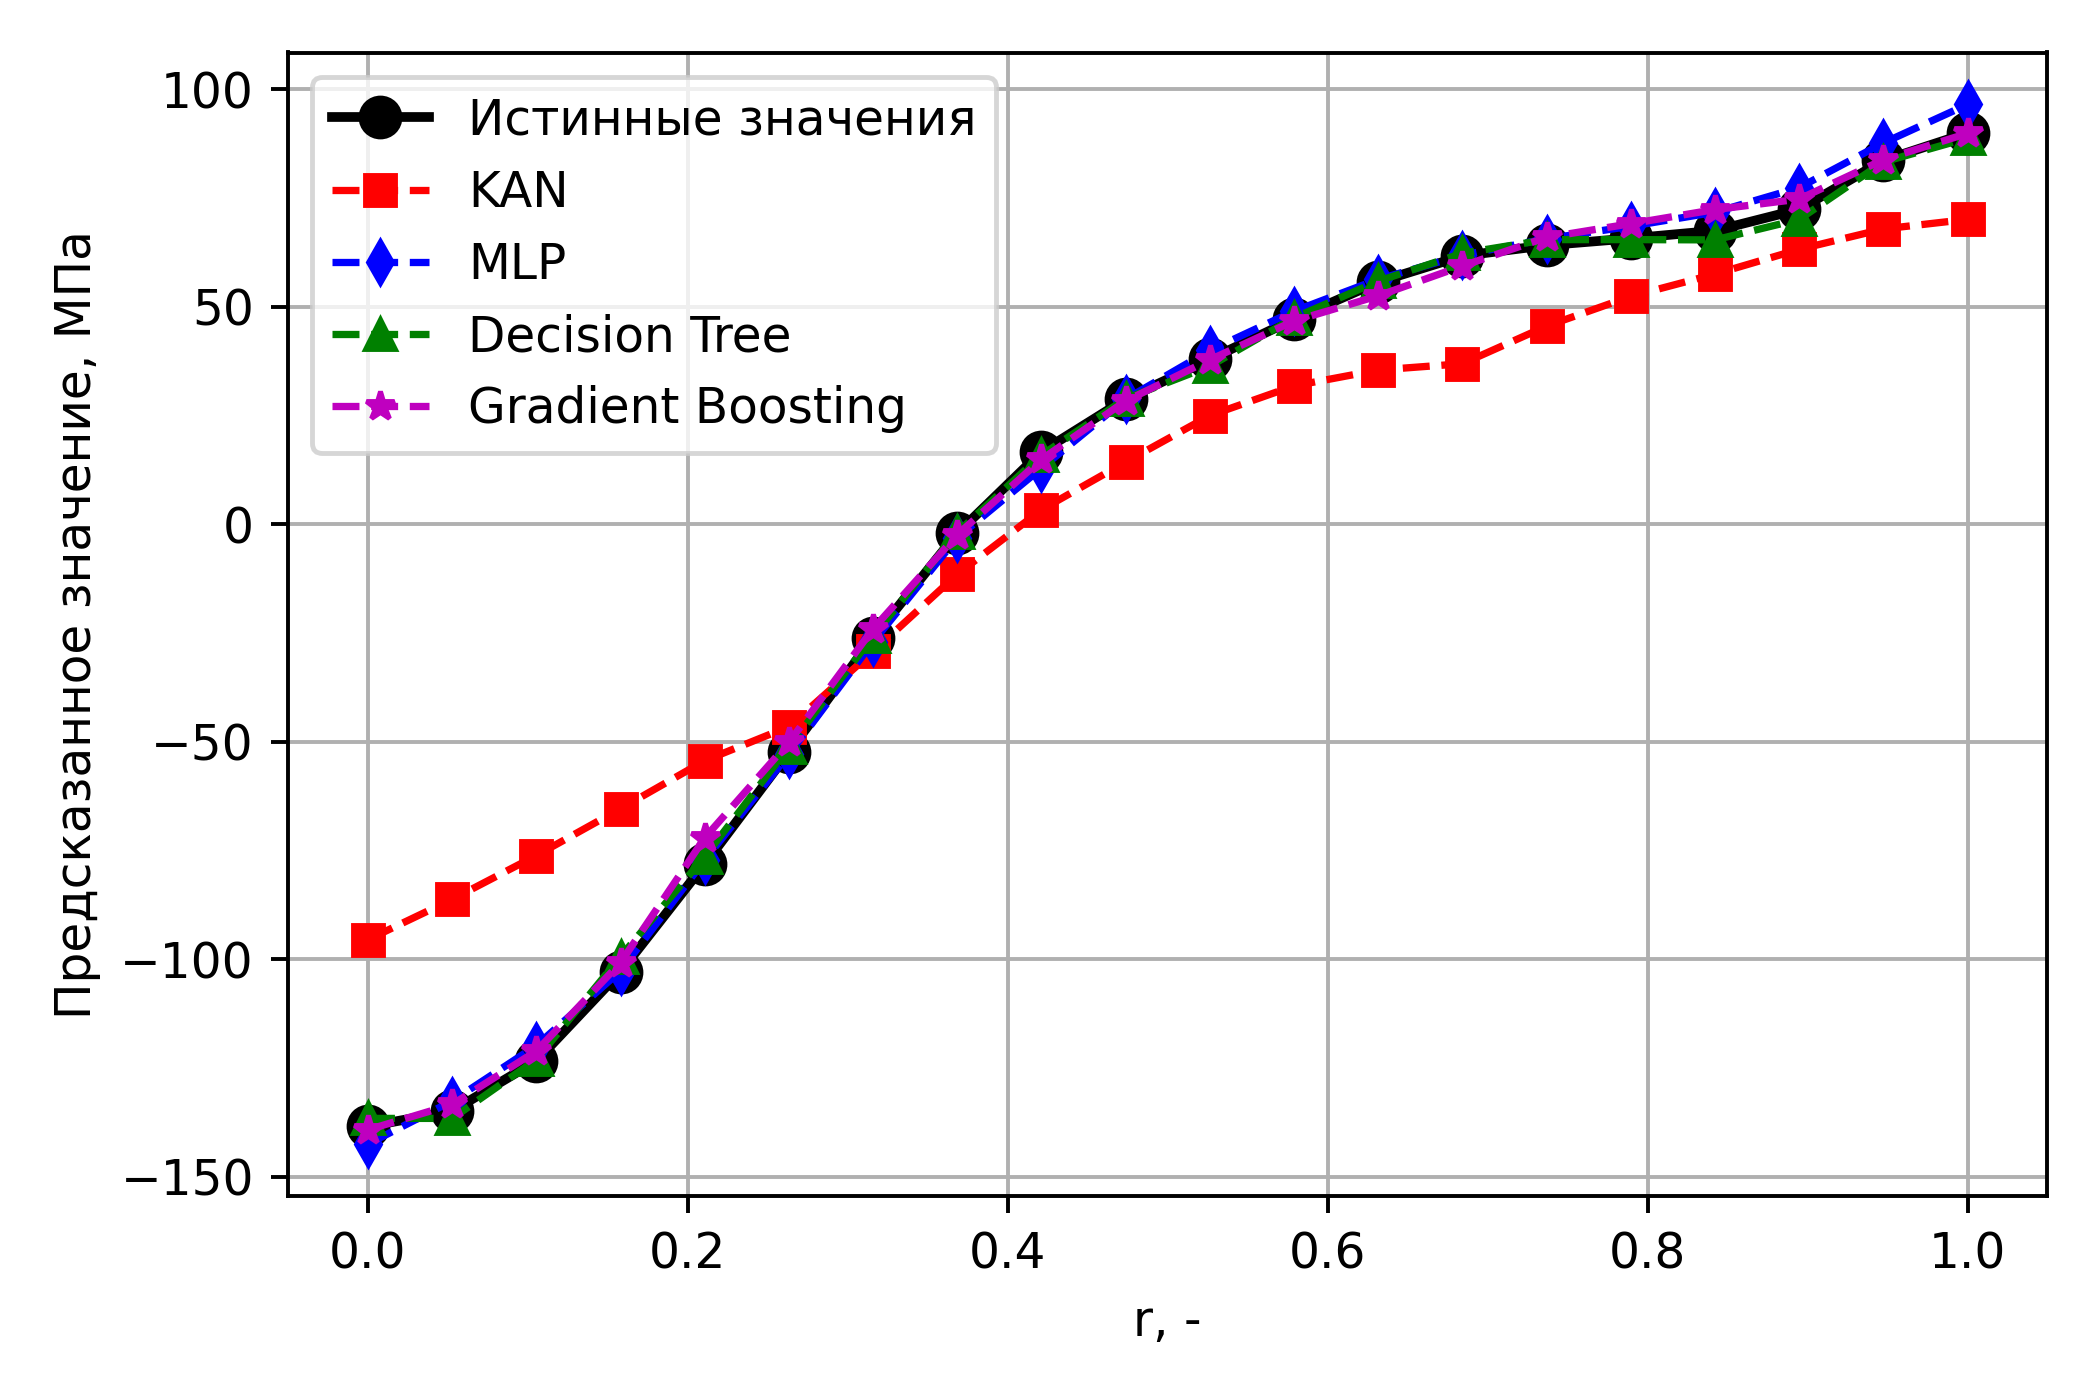 Предсказанное значение, МПа
100
50
0
−50
−100
−150
Истинные значения
KAN
MLP
Decision Tree
Gradient Boosting
0.0 0.2 0.4 0.6 0.8 1.0
r, -